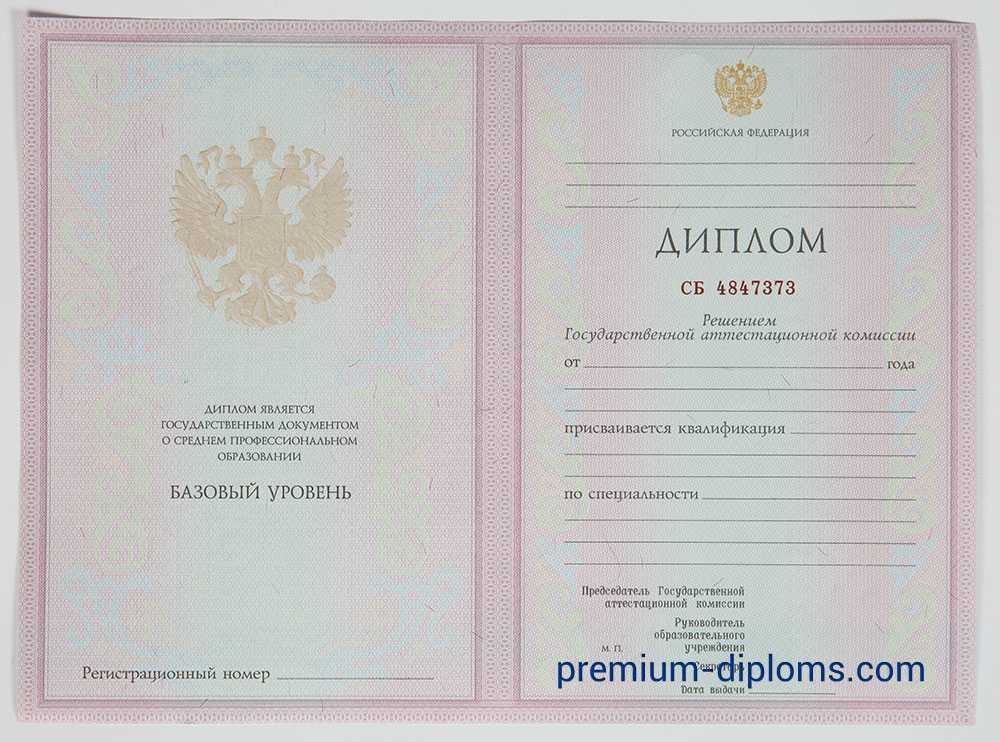 ДИПЛОМ ЯВЛЯЕТСЯ
ГОСУДАРСТВЕННЫМ ДОКУМЕНТОМ
О СРЕДНЕМ ПРОФЕССИОНАЛЬНОМ
ОБРАЗОВАНИИ
БАЗОВЫЙ УРОВЕНЬ
Регистрационный номер
РОССИЙСКАЯ ФЕДЕРАЦИЯ
ДИПЛОМ
СБ 4847373
Решением
Государственной аттестационной комиссии
от года
присваивается квалификация
по специальности
Председатель Государственной
аттестационной комиссии
Руководитель
образовательного
М. П. учреждения
Секретарь
premium-diploms.com
Дата выдачи